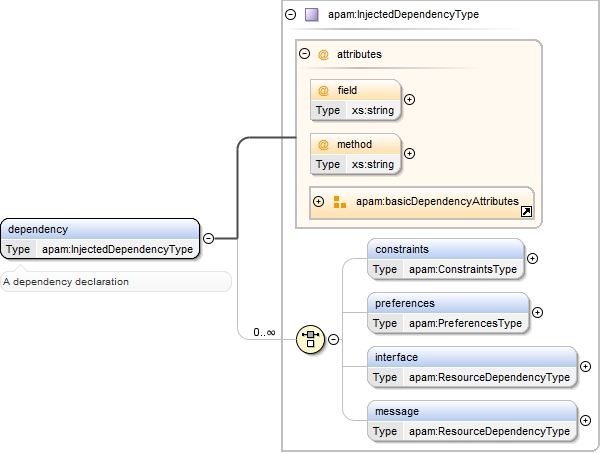 apam:InjectedDependencyType
@ attributes
@ field
Type xs:string
@ method
Type xs:string
apam:basicDependencyAttributes
dependency
Type apam:InjectedDependencyType
A dependency declaration
0..∞
constraints
Type apam:ConstraintsType
preferences
Type apam:PreferencesType
interface
Type apam:ResourceDependencyType
message
Type apam:ResourceDependencyType